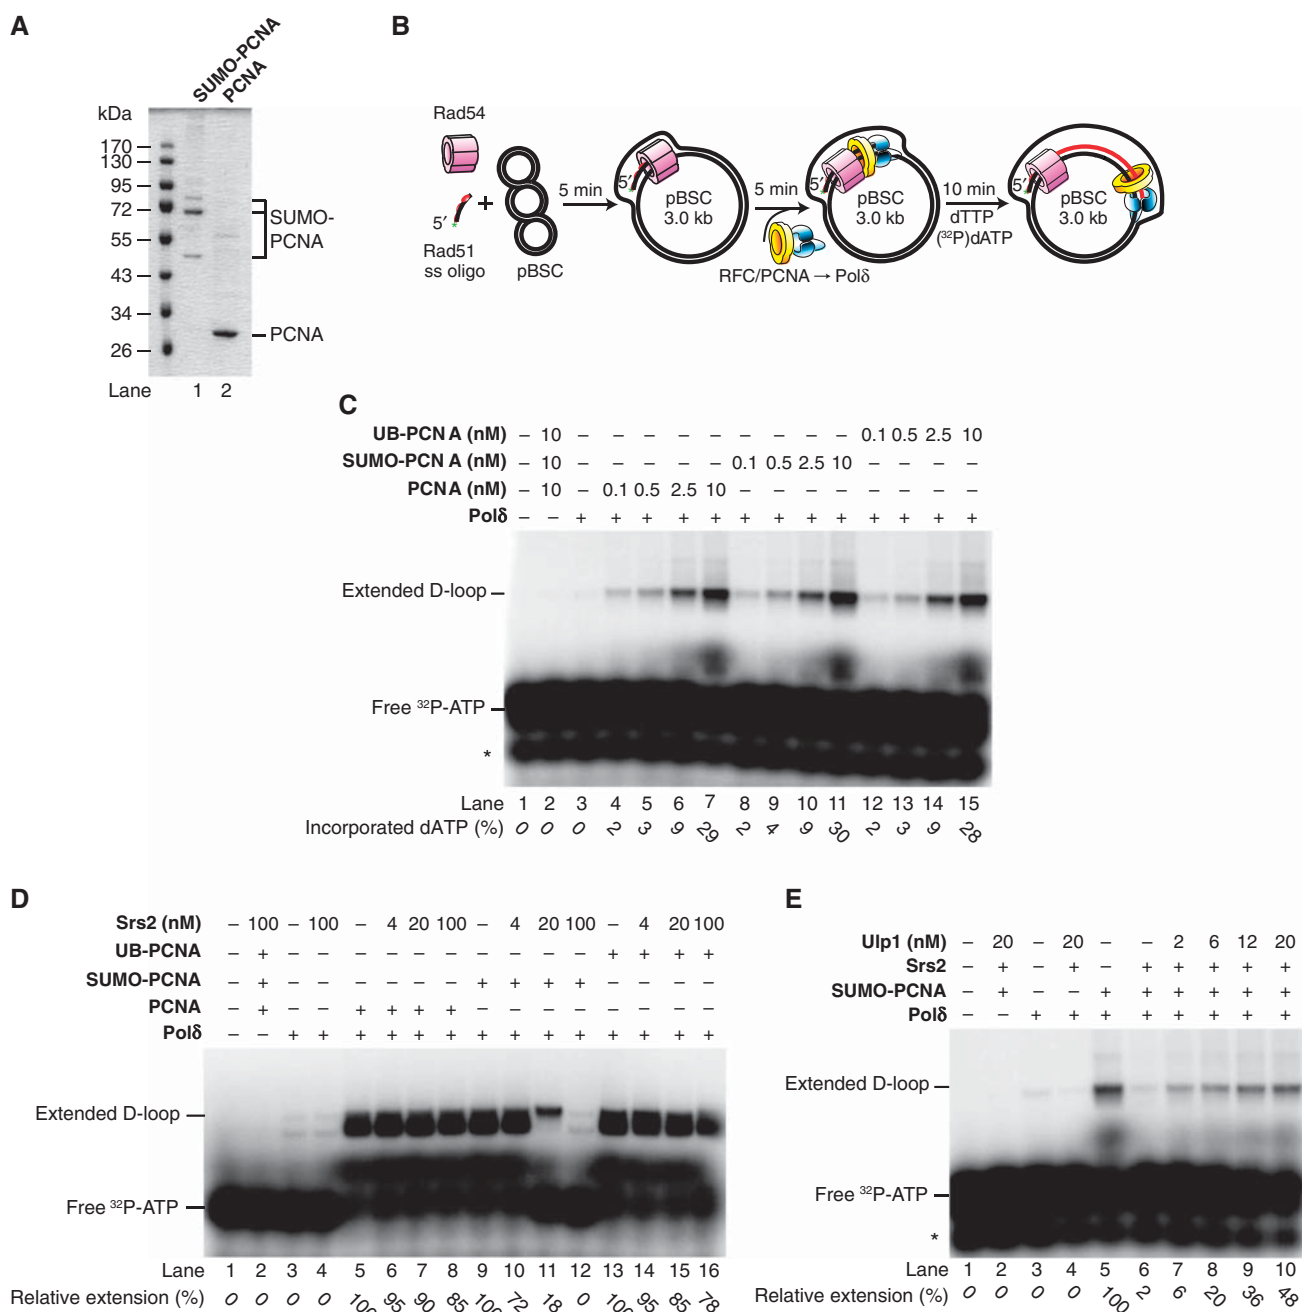 A
SUMO-PCNA
PCNA
kDa
170
130
95
72
55
43
34
26
SUMO-
PCNA
PCNA
Lane 1 2
B
Rad54
5′
Rad51
ss oligo
pBSC
5 min
5′
pBSC
3.0 kb
5 min
RFC/PCNA → Polδ
5′
pBSC
3.0 kb
10 min
dTTP
(³²P)dATP
5′
pBSC
3.0 kb
C
UB-PCNA (nM) – 10 – – – – – – – – – 0.1 0.5 2.5 10
SUMO-PCNA (nM) – 10 – – – – – 0.1 0.5 2.5 10 – – – –
PCNA (nM) – 10 – 0.1 0.5 2.5 10 – – – – – – – –
Polδ – – + + + + + + + + + + + + +
Extended D-loop
Free ³²P-ATP
*
Lane 1 2 3 4 5 6 7 8 9 10 11 12 13 14 15
Incorporated dATP (%) 0 0 0 2 3 9 29 2 4 9 30 2 3 9 28
D
Srs2 (nM) – 100 – 100 – 4 20 100 – 4 20 100 – 4 20 100
UB-PCNA – + – – – – – – – – – – + + + +
SUMO-PCNA – + – – – – – – + + + + – – – –
PCNA – + – – + + + + – – – – – – – –
Polδ – – + + + + + + + + + + + + + +
Extended D-loop
Free ³²P-ATP
Lane 1 2 3 4 5 6 7 8 9 10 11 12 13 14 15 16
Relative extension (%) 0 0 0 0 100 95 90 85 100 72 18 0 100 95 85 78
E
Ulp1 (nM) – 20 – 20 – – 2 6 12 20
Srs2 – + – + – + + + + +
SUMO-PCNA – + – – + + + + + +
Polδ – – + + + + + + + +
Extended D-loop
Free ³²P-ATP
*
Lane 1 2 3 4 5 6 7 8 9 10
Relative extension (%) 0 0 0 0 100 2 6 20 36 48